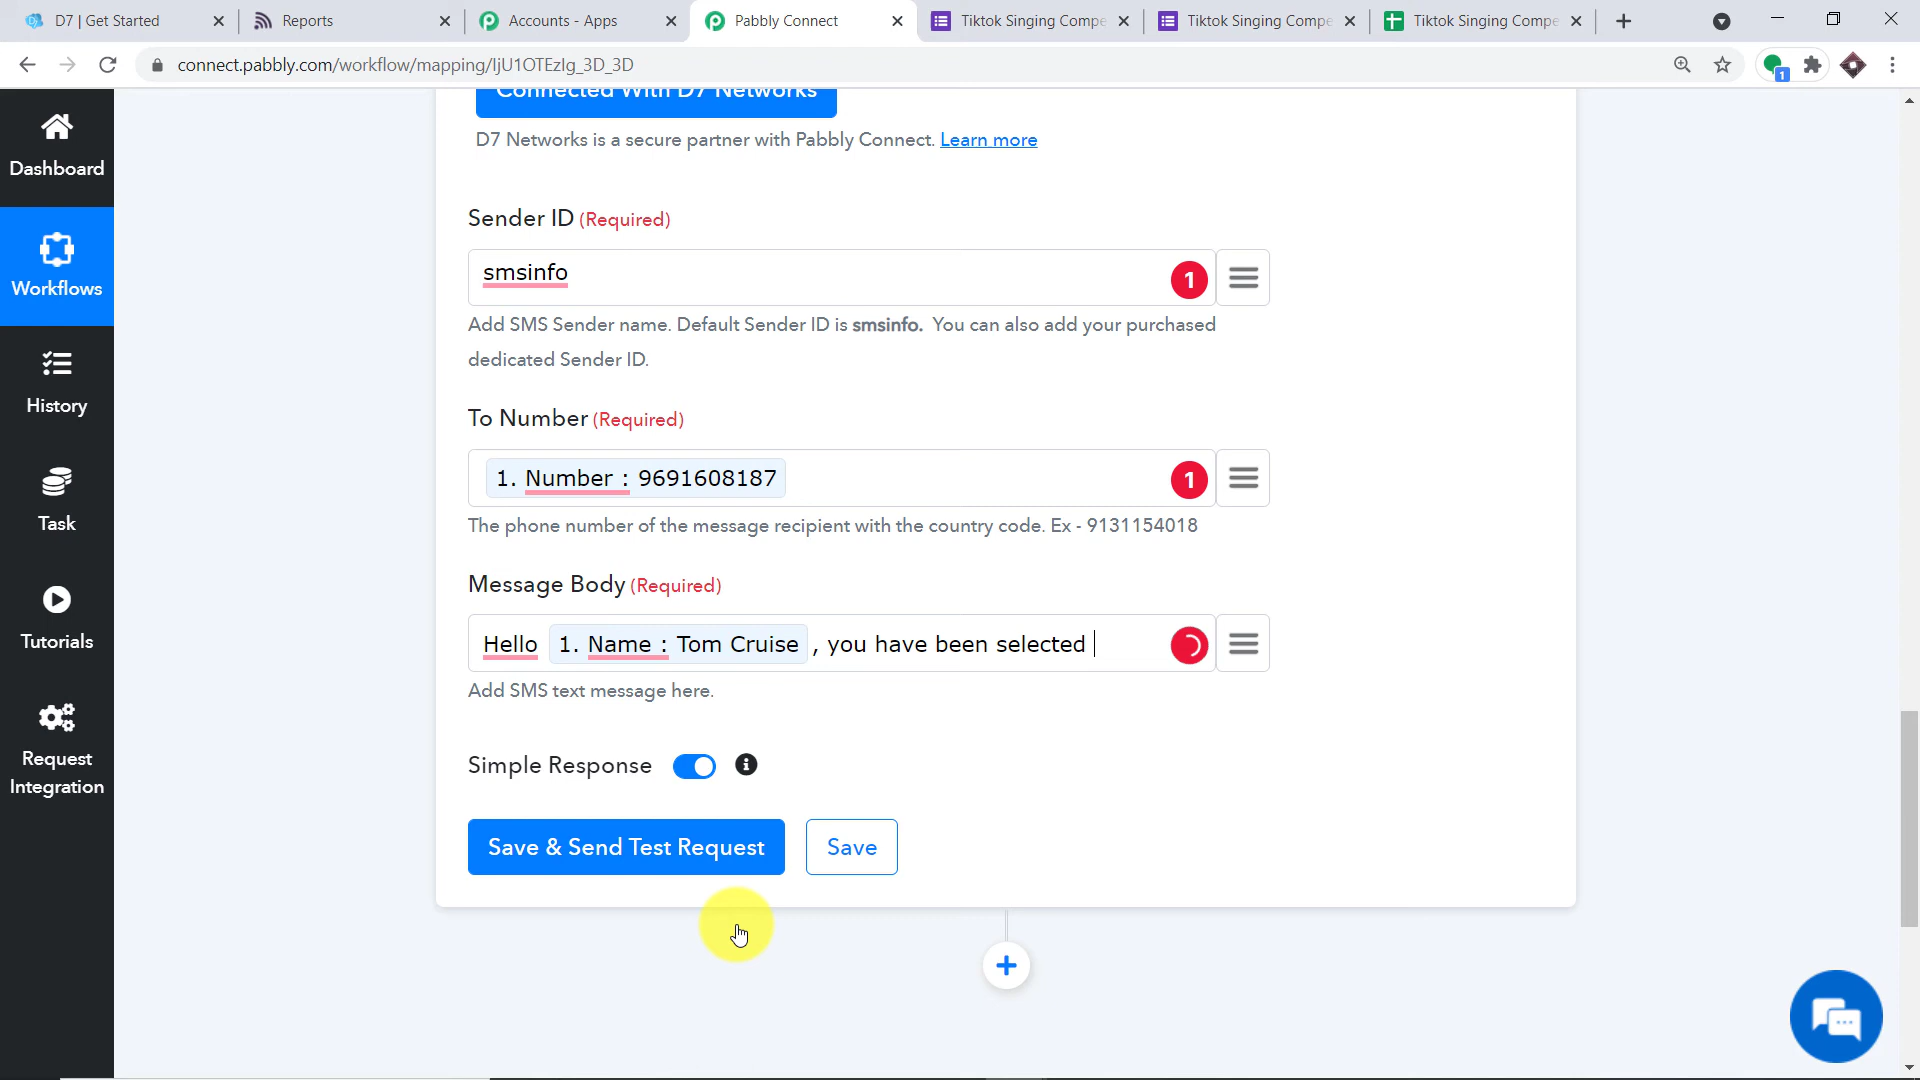 D7 | Get Started
Reports
Accounts - Apps
Pabbly Connect
Tiktok Singing Compe
Tiktok Singing Compe
Tiktok Singing Compe
connect.pabbly.com/workflow/mapping/IjU1OTEzIg_3D_3D
1
Dashboard
Workflows
History
Task
Tutorials
Request
Integration
Connected With D7 Networks
D7 Networks is a secure partner with Pabbly Connect. Learn more
Sender ID (Required)
smsinfo
1
Add SMS Sender name. Default Sender ID is smsinfo. You can also add your purchased
dedicated Sender ID.
To Number (Required)
1. Number : 9691608187
1
The phone number of the message recipient with the country code. Ex - 9131154018
Message Body (Required)
Hello 1. Name : Tom Cruise , you have been selected
Add SMS text message here.
Simple Response
Save & Send Test Request
Save